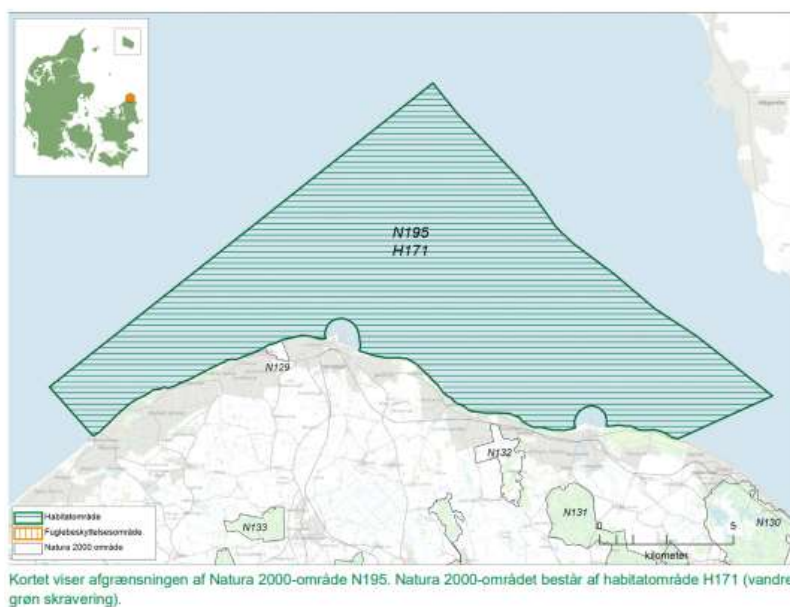 N195
H171
N129
N132
N133
N131
N130
0
5
kilometer
Habitatområde
Fuglebeskyttelsesområde
Natura 2000 område
Kortet viser afgrænsningen af Natura 2000-område N195. Natura 2000-området består af habitatområde H171 (vandre
grøn skravering).